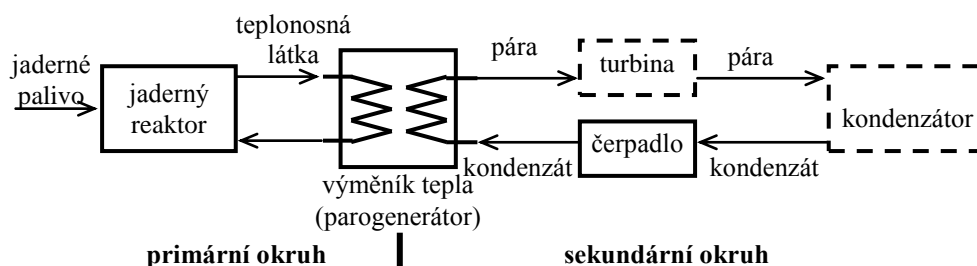 jaderné
palivo
jaderný
reaktor
teplonosná
látka
výměník tepla
(parogenerátor)
pára
turbina
pára
kondenzátor
čerpadlo
kondenzát
kondenzát
primární okruh
sekundární okruh